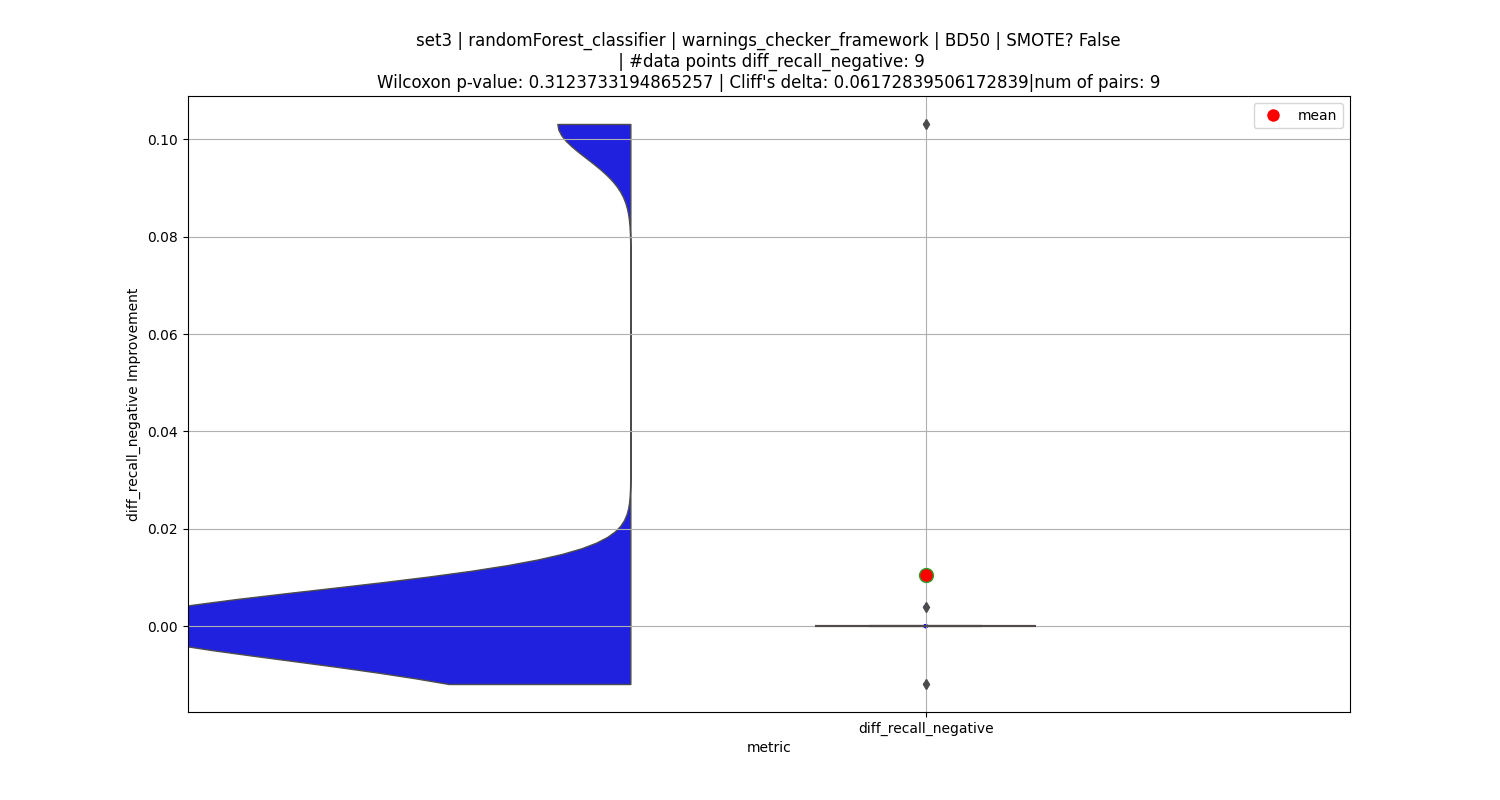 set3 | randomForest_classifier | warnings_checker_framework | BD50 | SMOTE? False
| #data points diff_recall_negative: 9
Wilcoxon p-value: 0.3123733194865257 | Cliff's delta: 0.06172839506172839|num of pairs: 9
mean
0.10
0.08
0.06
0.04
0.02
0.00
diff_recall_negative Improvement
diff_recall_negative
metric